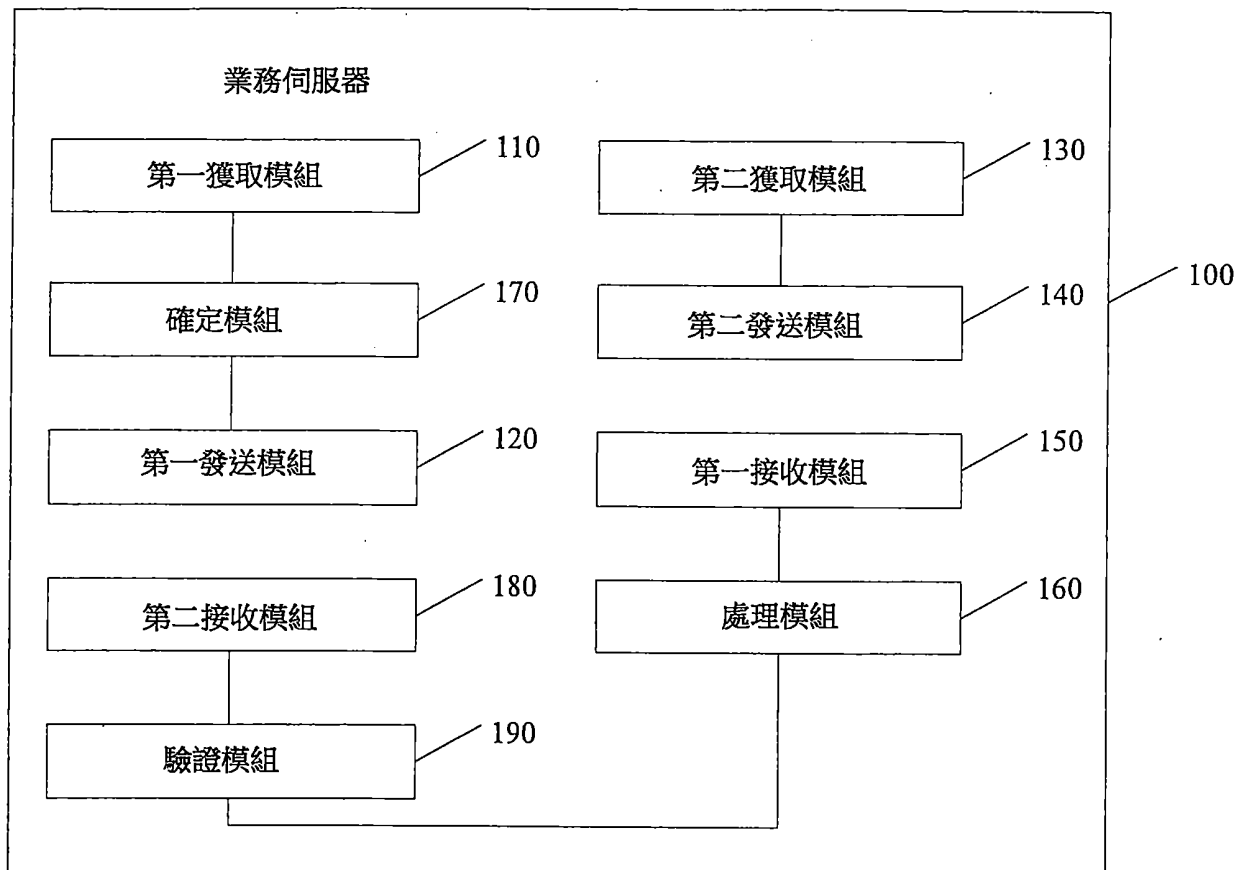 業務伺服器
第一獲取模組
110
確定模組
170
第一發送模組
120
第二接收模組
180
驗證模組
190
第二獲取模組
130
第二發送模組
140
第一接收模組
150
處理模組
160
100